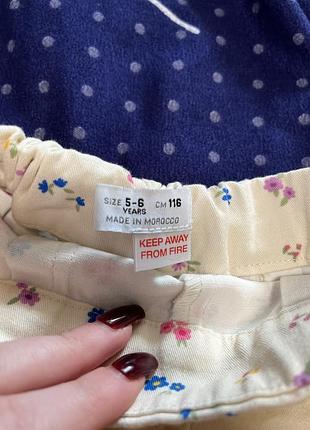 SIZE 5-6 CM 116
YEARS
MADE IN MOROCCO
KEEP AWAY
FROM FIRE